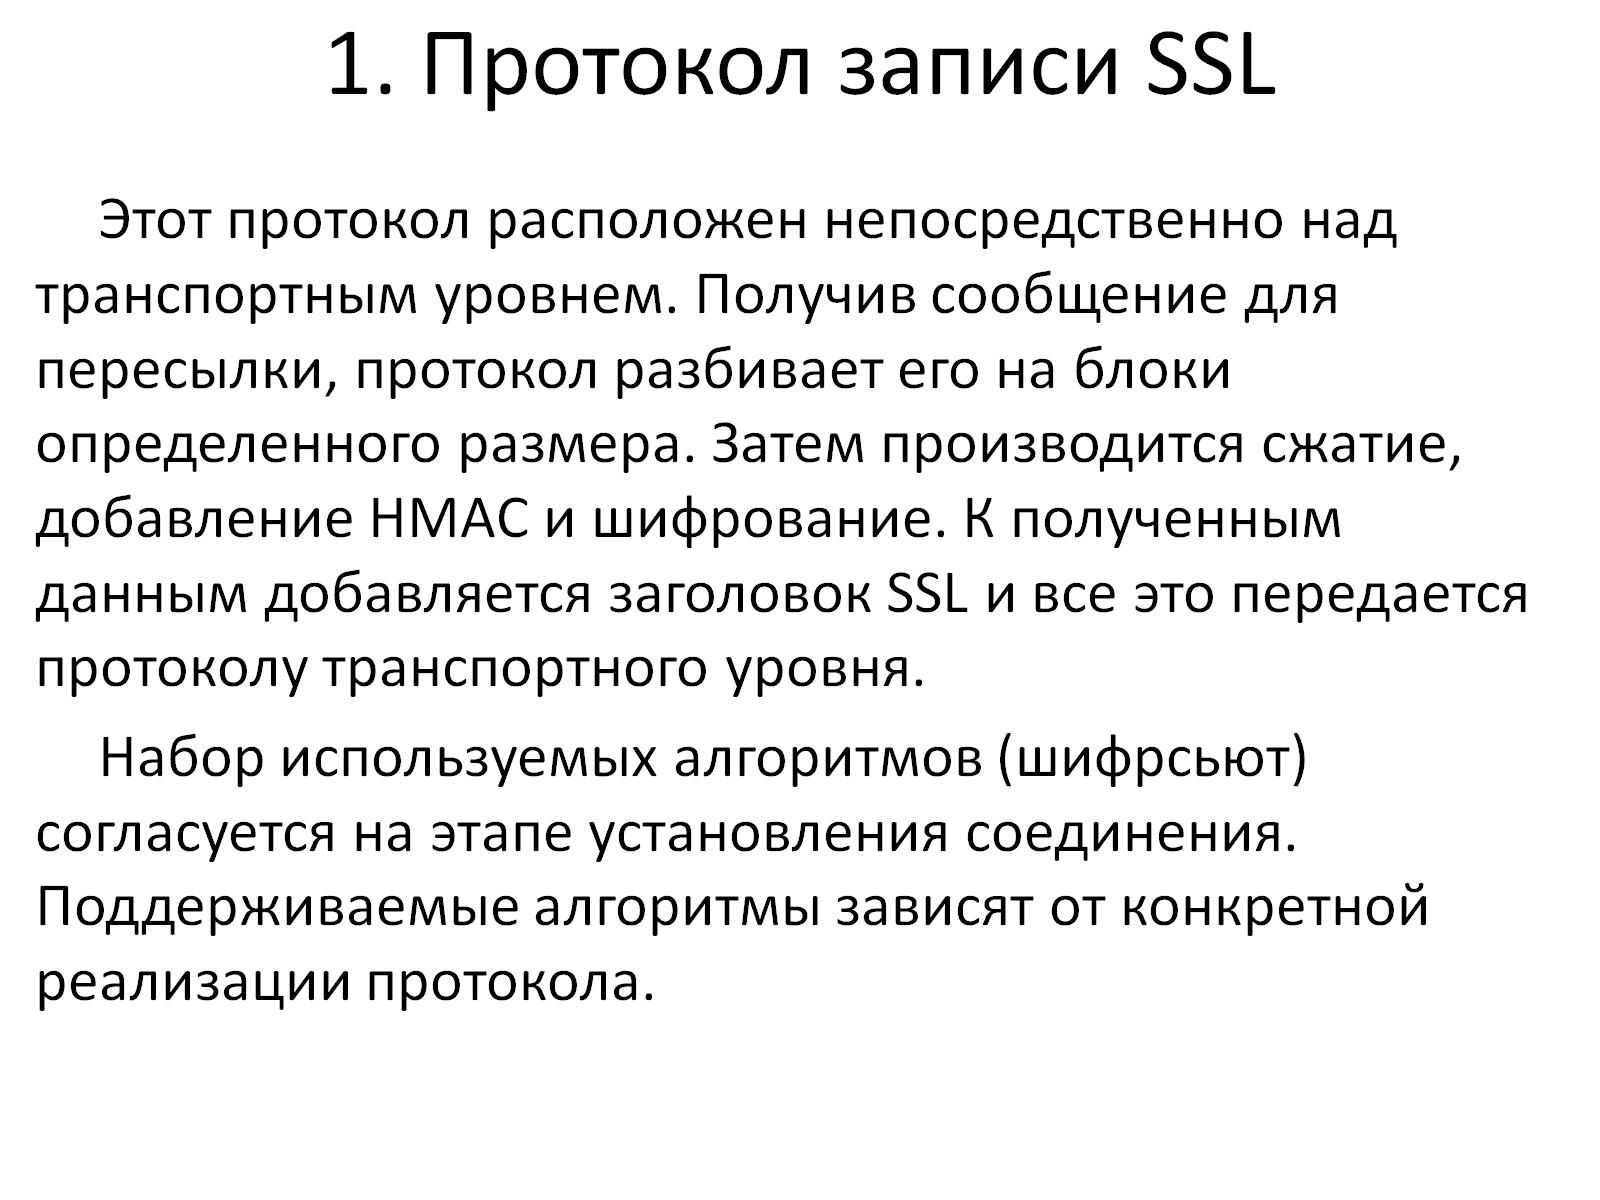 1. Протокол записи SSL
Этот протокол расположен непосредственно над
транспортным уровнем. Получив сообщение для
пересылки, протокол разбивает его на блоки
определенного размера. Затем производится сжатие,
добавление HMAC и шифрование. К полученным
данным добавляется заголовок SSL и все это передается
протоколу транспортного уровня.
Набор используемых алгоритмов (шифрсьют)
согласуется на этапе установления соединения.
Поддерживаемые алгоритмы зависят от конкретной
реализации протокола.